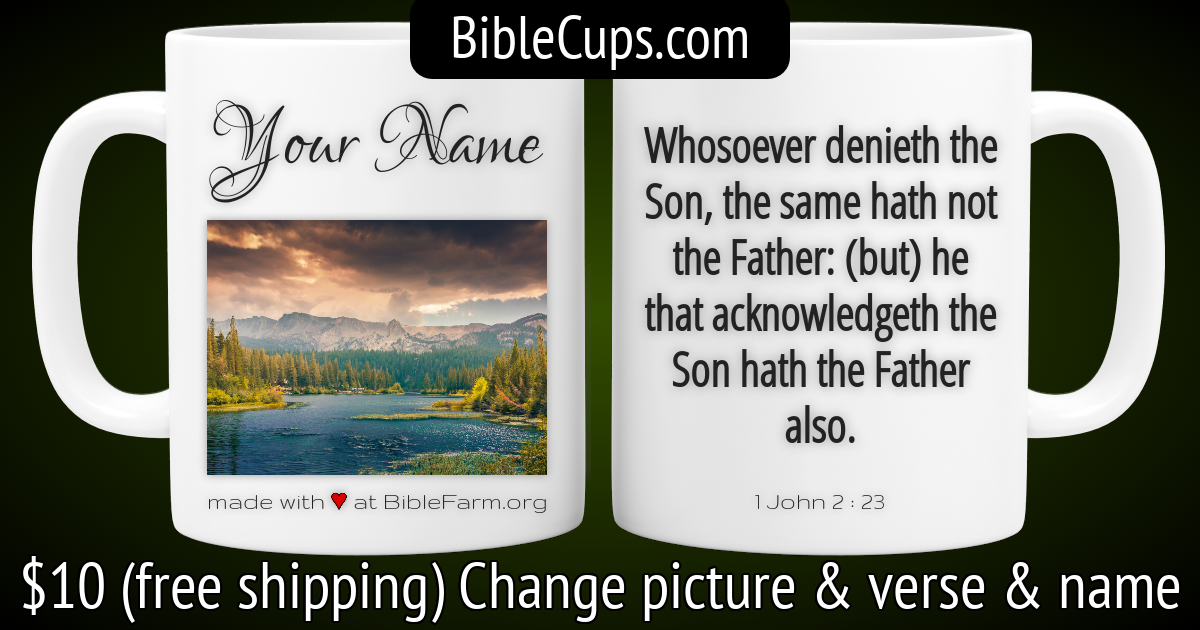 BibleCups.com
Your Name
made with ♥ at BibleFarm.org
Whosoever denieth the
Son, the same hath not
the Father: (but) he
that acknowledgeth the
Son hath the Father
also.
1 John 2 : 23
$10 (free shipping) Change picture & verse & name